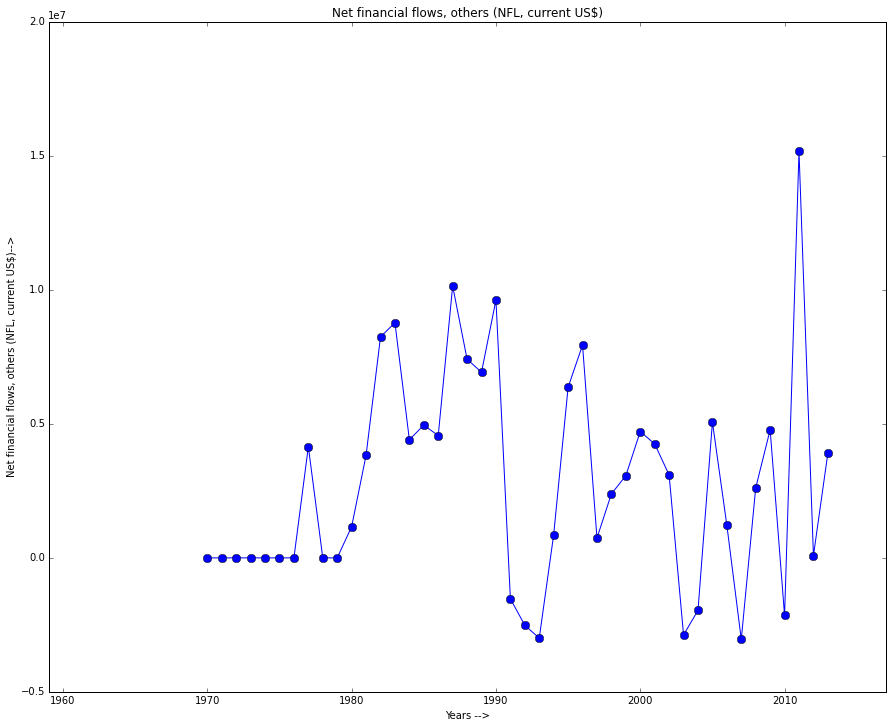 Net financial flows, others (NFL, current US$)
1e7
2.0
1.5
1.0
0.5
0.0
−0.5
Net financial flows, others (NFL, current US$)-->
1960 1970 1980 1990 2000 2010
Years -->